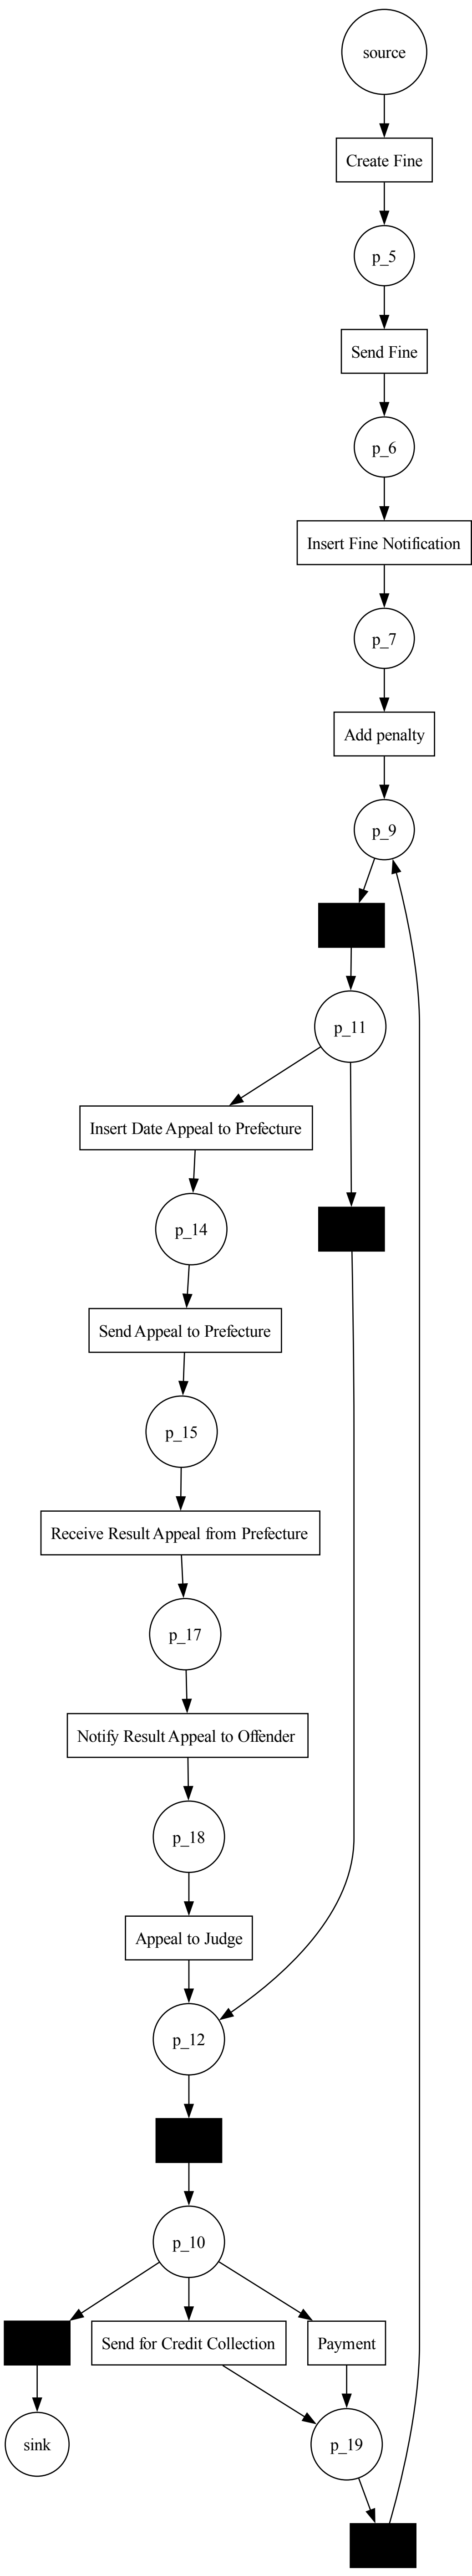 source
Create Fine
p_5
Send Fine
p_6
Insert Fine Notification
p_7
Add penalty
p_9
p_11
Insert Date Appeal to Prefecture
p_14
Send Appeal to Prefecture
p_15
Receive Result Appeal from Prefecture
p_17
Notify Result Appeal to Offender
p_18
Appeal to Judge
p_12
p_10
Send for Credit Collection
Payment
sink
p_19